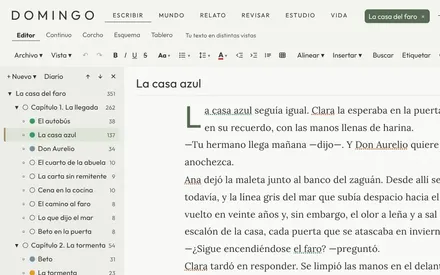 DOMINGO
ESCRIBIR MUNDO RELATO REVISAR ESTUDIO VIDA
La casa del faro ×
Editor Continuo Corcho Esquema Tablero Tu texto en distintas vistas
Archivo Vista B I U S Aa A Alinear Insertar Buscar Etiquetar
+ Nuevo Diario
La casa del faro 351
Capítulo 1. La llegada 262
El autobús 38
La casa azul 137
Don Aurelio 34
El cuarto de la abuela 10
La carta sin remitente 9
Cena en la cocina 10
El camino al faro 8
Lo que dijo el mar 8
Beto en la puerta 8
Capítulo 2. La tormenta 54
Beto 31
La tormenta 23
La casa azul
La casa azul seguía igual. Clara la esperaba en la puerta
en su recuerdo, con las manos llenas de harina.
—Tu hermano llega mañana —dijo—. Y Don Aurelio quiere
anochezca.
Ana dejó la maleta junto al banco del zaguán. Desde allí se
todavía, y la línea gris del mar que subía despacio hacia el
vuelto en veinte años y, sin embargo, el olor a leña y a sal
escalón de la casa, cada puerta que se atascaba en invierno
—¿Sigue encendiéndose el faro? —preguntó.
Clara tardó en responder. Se limpió las manos en el delan